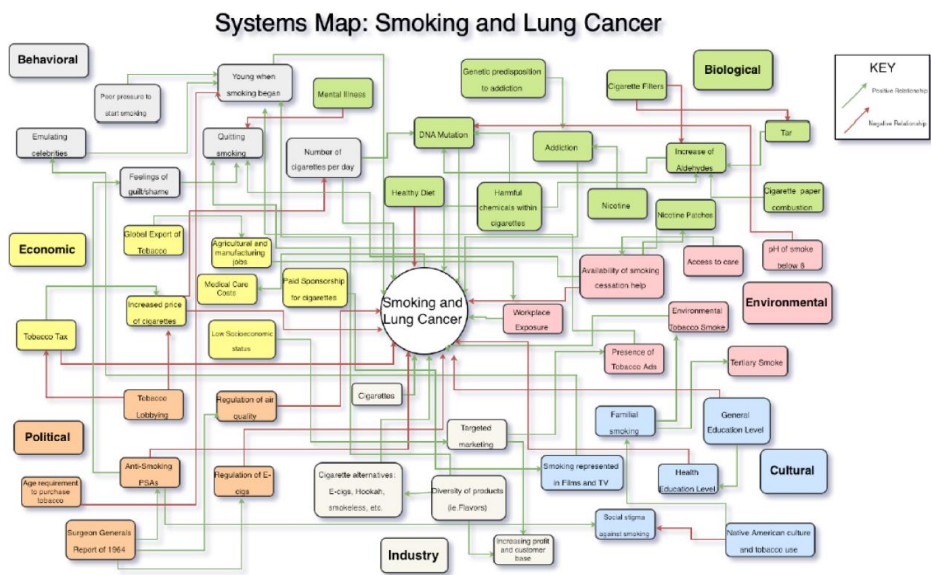 Systems Map: Smoking and Lung Cancer
Behavioral
Peer pressure to
start smoking
Young when
smoking began
Mental Illness
Emulating
celebrities
Quitting
smoking
Number of
cigarettes per day
Feelings of
guilt/shame
Genetic predisposition
to addiction
Cigarette Filters
Biological
DNA Mutation
Addiction
Increase of
Aldehydes
Tar
Healthy Diet
Harmful
chemicals within
cigarettes
Nicotine
Cigarette paper
combustion
Nicotine Patches
KEY
Positive Relationship
Negative Relationship
Economic
Global Export of
Tobacco
Agricultural and
manufacturing jobs
Medical Care
Costs
Paid Sponsorship
for cigarettes
Increased price
of cigarettes
Tobacco Tax
Low Socioeconomic
status
Smoking and
Lung Cancer
Availability of smoking
cessation help
Access to care
pH of smoke
below 8
Environmental
Workplace
Exposure
Environmental
Tobacco Smoke
Presence of
Tobacco Ads
Tertiary Smoke
Political
Tobacco
Lobbying
Regulation of air
quality
Anti-Smoking
PSAs
Regulation of E-
cigs
Age requirement
to purchase
tobacco
Surgeon Generals
Report of 1964
Cigarettes
Targeted
marketing
Cigarette alternatives:
E-cigs, Hookah,
smokeless, etc.
Diversity of products
(ie.Flavors)
Increasing profit
and customer
base
Industry
Familial
smoking
General
Education Level
Smoking represented
in Films and TV
Health
Education Level
Cultural
Social stigma
against smoking
Native American culture
and tobacco use